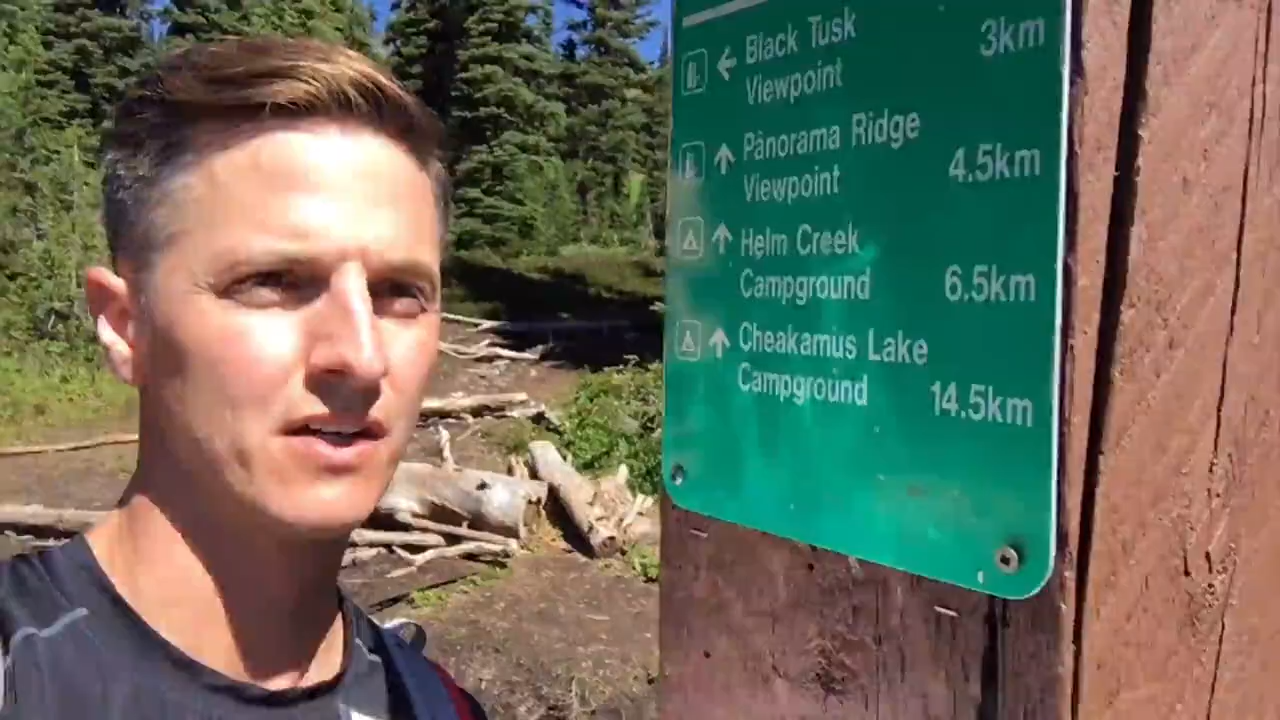 ← Black Tusk 3km
Viewpoint
↑ Panorama Ridge
Viewpoint 4.5km
↑ Helm Creek
Campground 6.5km
↑ Cheakamus Lake
Campground 14.5km